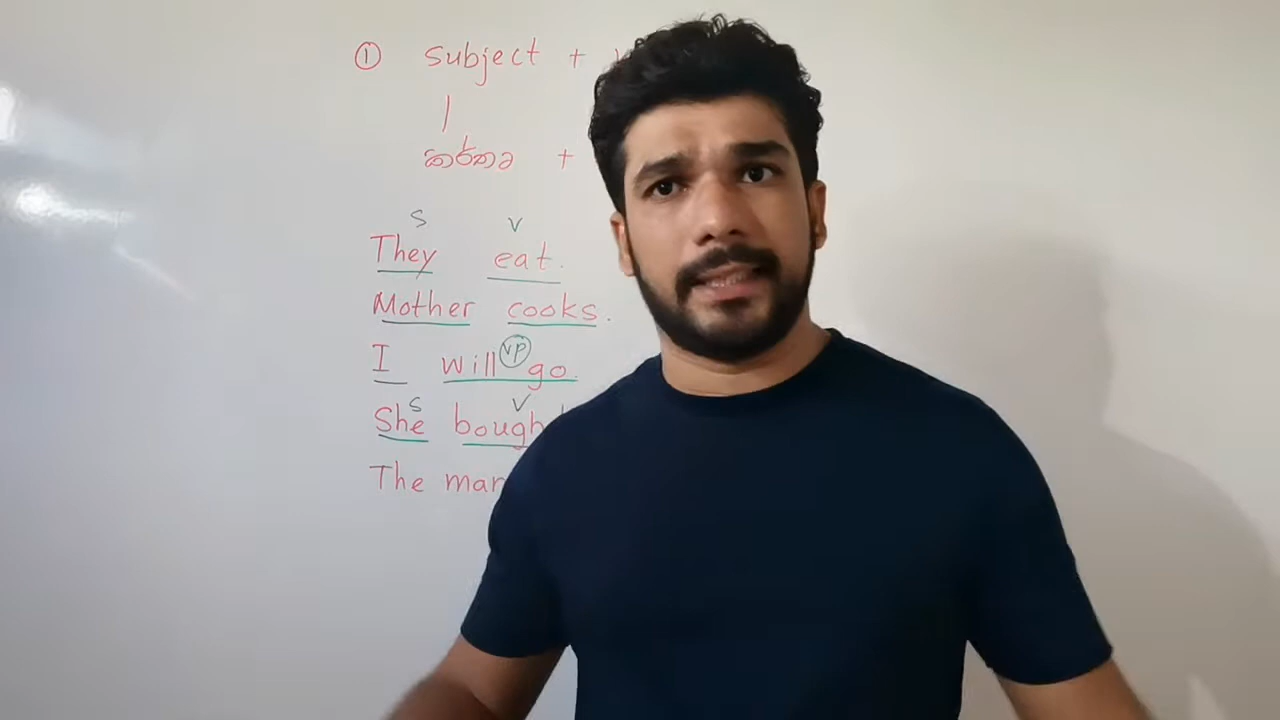 ① subject +
කර්තෘ +
S V
They eat.
Mother cooks.
VP
I will go.
S V
She
The